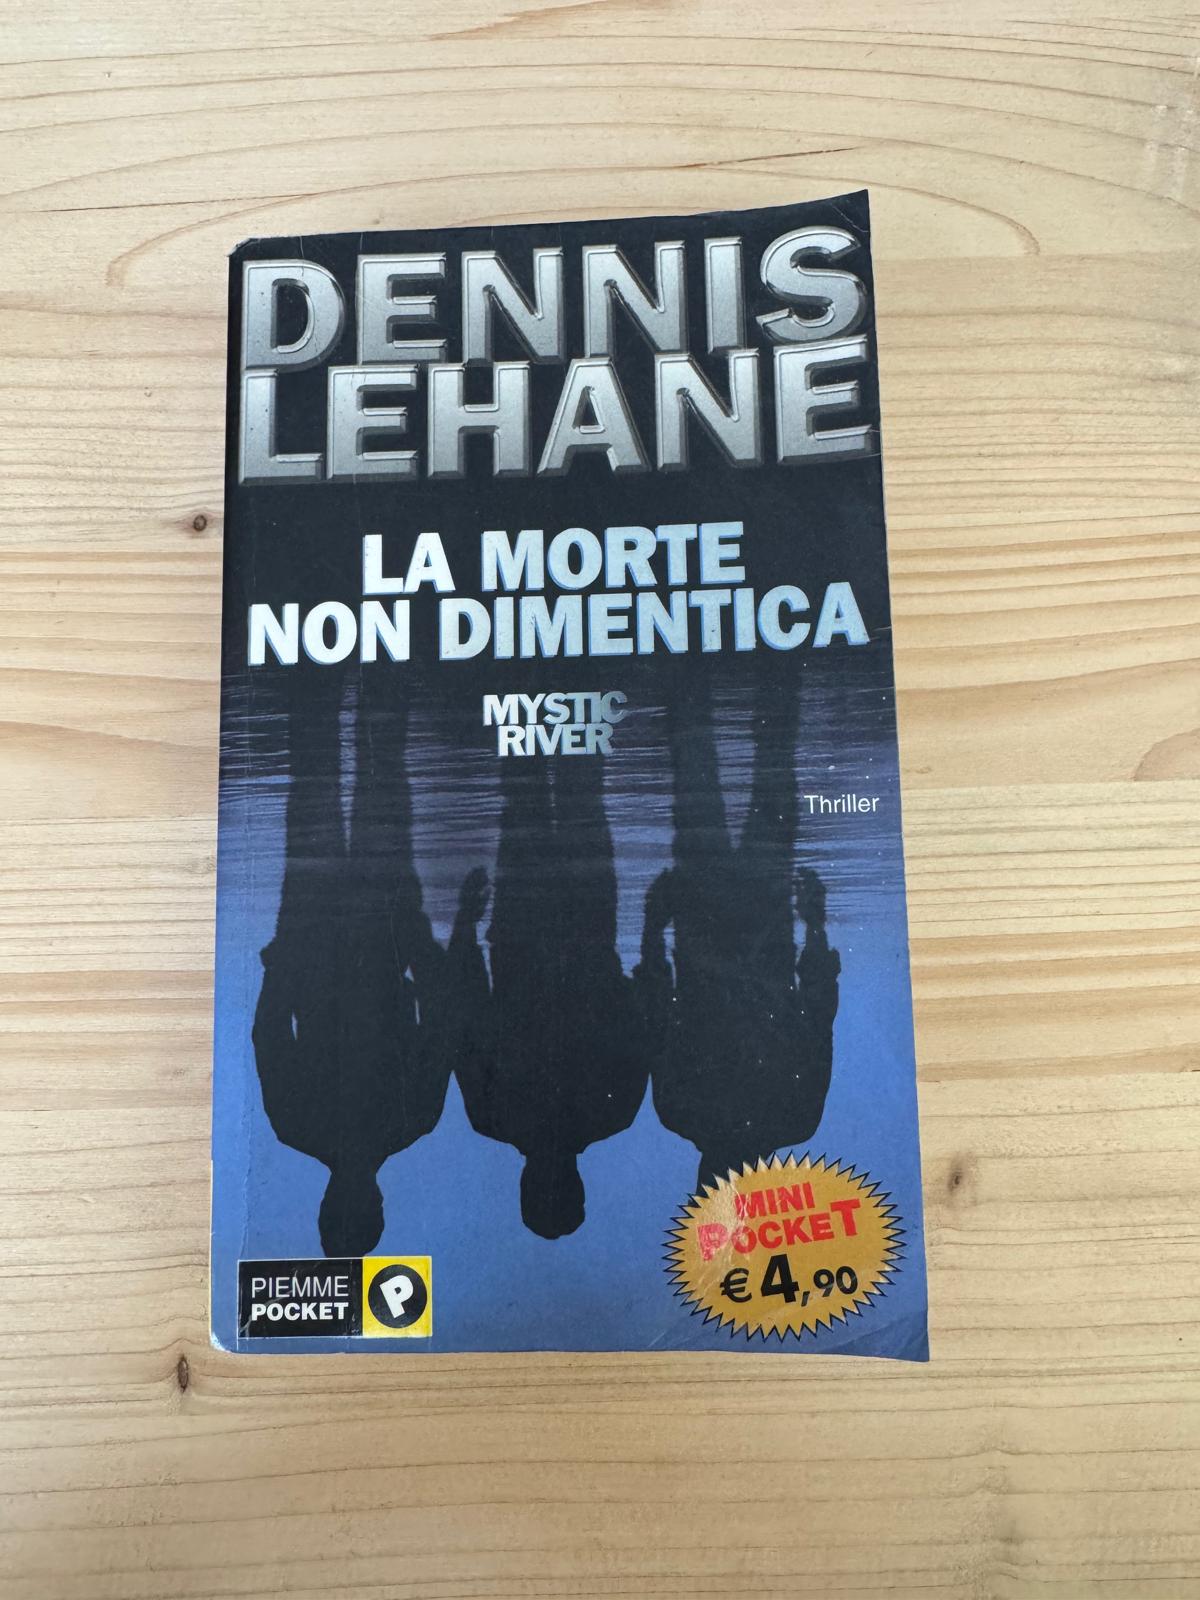 DENNIS
LEHANE
LA MORTE
NON DIMENTICA
MYSTIC
RIVER
Thriller
MINI
POCKET
€ 4,90
PIEMME
POCKET
P